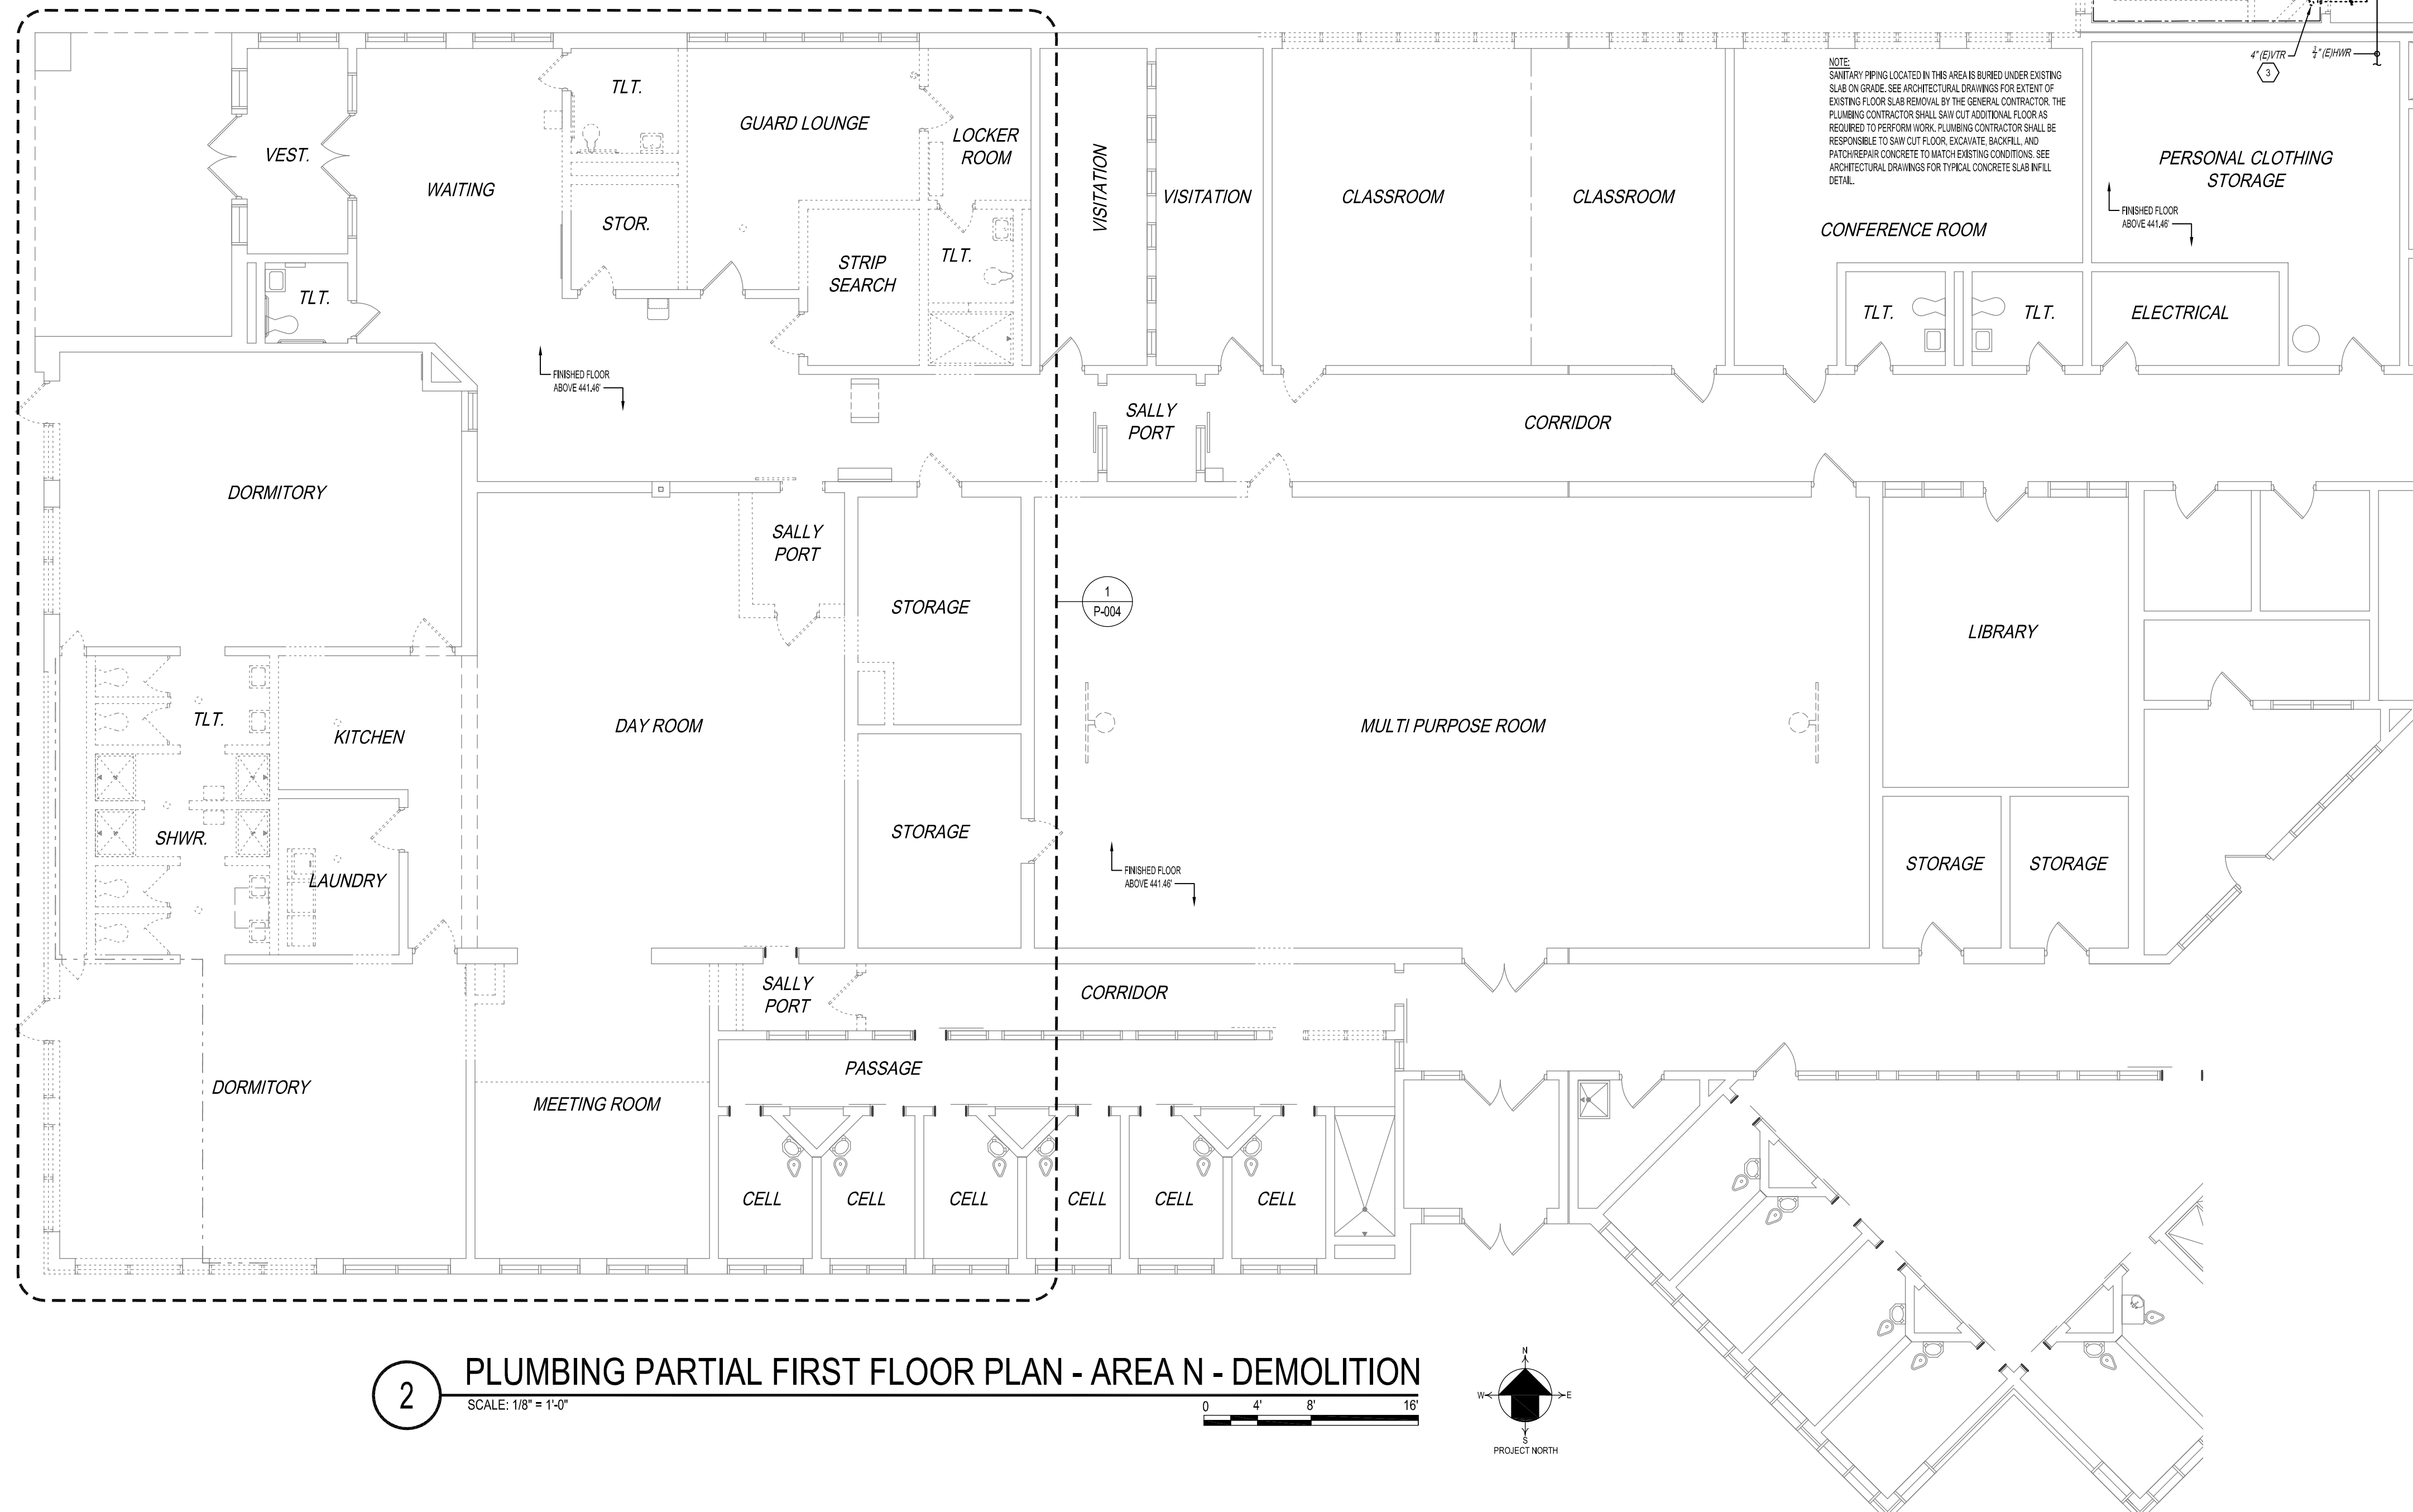 4" (E)VTR
3/4" (E)HWR
3
NOTE:
SANITARY PIPING LOCATED IN THIS AREA IS BURIED UNDER EXISTING
SLAB ON GRADE. SEE ARCHITECTURAL DRAWINGS FOR EXTENT OF
EXISTING FLOOR SLAB REMOVAL BY THE GENERAL CONTRACTOR. THE
PLUMBING CONTRACTOR SHALL SAW CUT ADDITIONAL FLOOR AS
REQUIRED TO PERFORM WORK. PLUMBING CONTRACTOR SHALL BE
RESPONSIBLE TO SAW CUT FLOOR, EXCAVATE, BACKFILL, AND
PATCH/REPAIR CONCRETE TO MATCH EXISTING CONDITIONS. SEE
ARCHITECTURAL DRAWINGS FOR TYPICAL CONCRETE SLAB INFILL
DETAIL.
VEST.
WAITING
TLT.
GUARD LOUNGE
LOCKER
ROOM
STOR.
STRIP
SEARCH
TLT.
TLT.
VISITATION
VISITATION
CLASSROOM
CLASSROOM
CONFERENCE ROOM
PERSONAL CLOTHING
STORAGE
FINISHED FLOOR
ABOVE 441.46'
TLT.
TLT.
ELECTRICAL
FINISHED FLOOR
ABOVE 441.46'
SALLY
PORT
CORRIDOR
DORMITORY
SALLY
PORT
STORAGE
1
P-004
LIBRARY
TLT.
KITCHEN
DAY ROOM
MULTI PURPOSE ROOM
SHWR.
LAUNDRY
STORAGE
FINISHED FLOOR
ABOVE 441.46'
STORAGE
STORAGE
SALLY
PORT
CORRIDOR
PASSAGE
DORMITORY
MEETING ROOM
CELL
CELL
CELL
CELL
CELL
CELL
2
PLUMBING PARTIAL FIRST FLOOR PLAN - AREA N - DEMOLITION
SCALE: 1/8" = 1'-0"
0 4' 8' 16'
N
W E
S
PROJECT NORTH